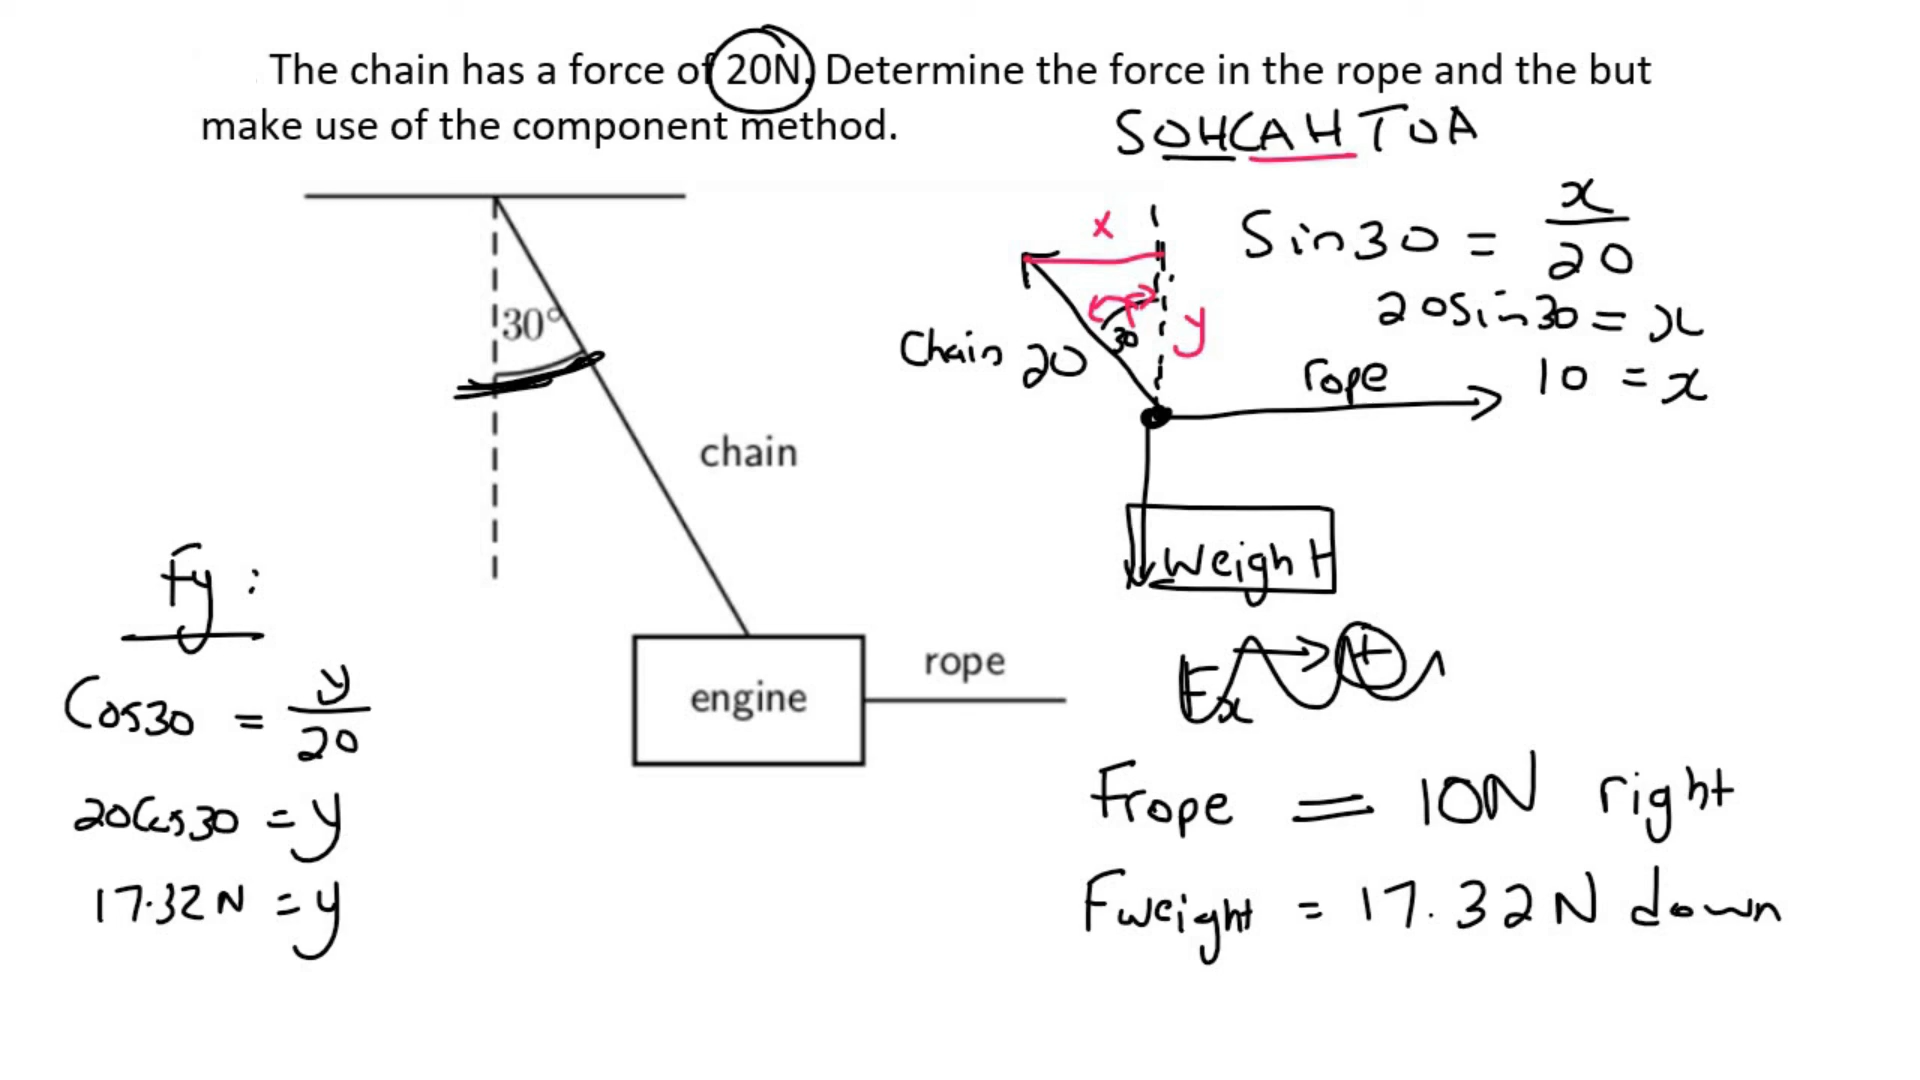 The chain has a force of 20N. Determine the force in the rope and the but
make use of the component method.
SOHCAHTOA
x
Sin30 = x/20
20Sin30 = x
10 = x
30°
30
y
Chain 20
rope
chain
Weight
Fy:
Cos30 = y/20
20Cos30 = y
17.32N = y
engine
rope
Fx → +
Frope = 10N right
Fweight = 17.32N down